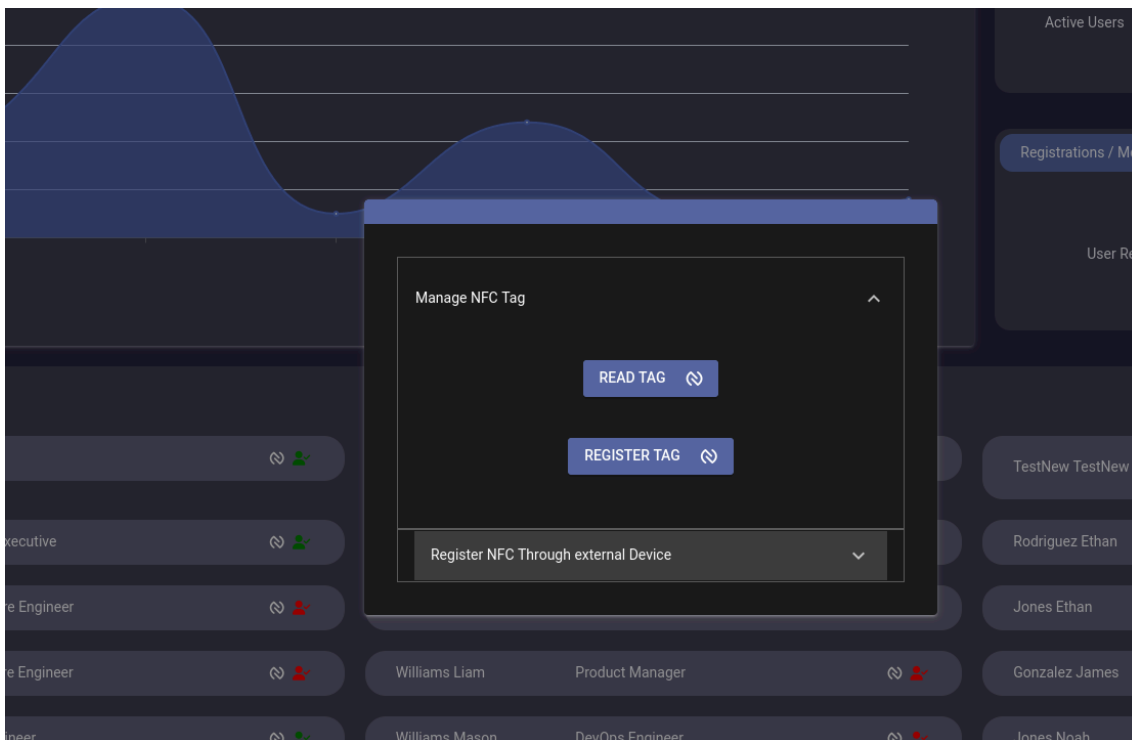 Active Users
Registrations / M
User Re
Manage NFC Tag
READ TAG
REGISTER TAG
Register NFC Through external Device
TestNew TestNew
xecutive
Rodriguez Ethan
re Engineer
Jones Ethan
re Engineer
Williams Liam Product Manager
Gonzalez James
ineer
Williams Mason DevOps Engineer
Jones Noah